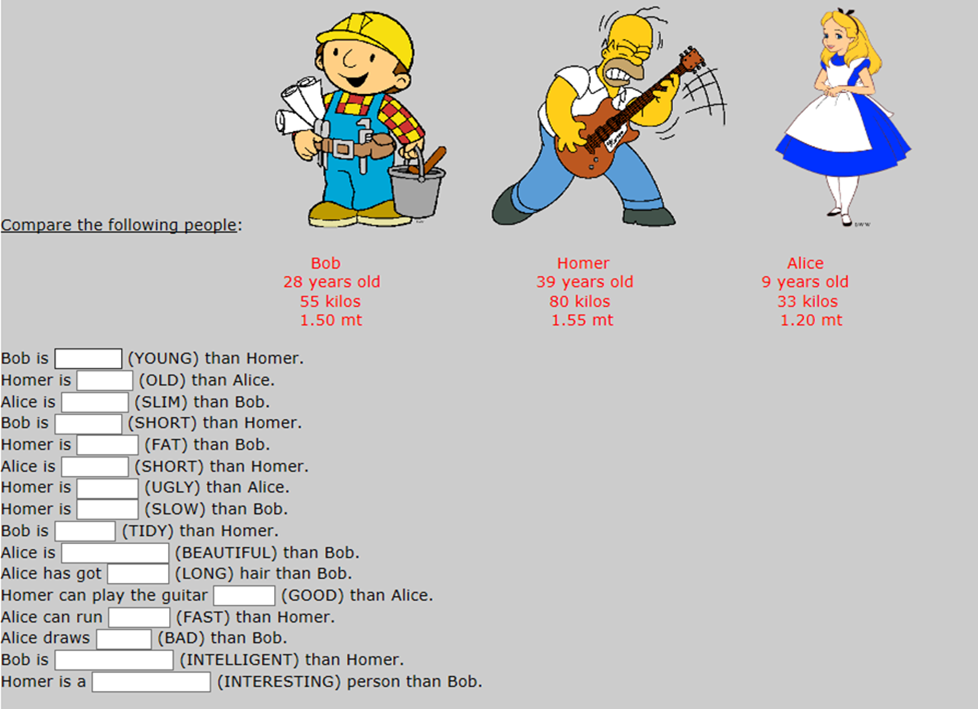 Compare the following people:
Bob Homer Alice
28 years old 39 years old 9 years old
55 kilos 80 kilos 33 kilos
1.50 mt 1.55 mt 1.20 mt
Bob is (YOUNG) than Homer.
Homer is (OLD) than Alice.
Alice is (SLIM) than Bob.
Bob is (SHORT) than Homer.
Homer is (FAT) than Bob.
Alice is (SHORT) than Homer.
Homer is (UGLY) than Alice.
Homer is (SLOW) than Bob.
Bob is (TIDY) than Homer.
Alice is (BEAUTIFUL) than Bob.
Alice has got (LONG) hair than Bob.
Homer can play the guitar (GOOD) than Alice.
Alice can run (FAST) than Homer.
Alice draws (BAD) than Bob.
Bob is (INTELLIGENT) than Homer.
Homer is a (INTERESTING) person than Bob.